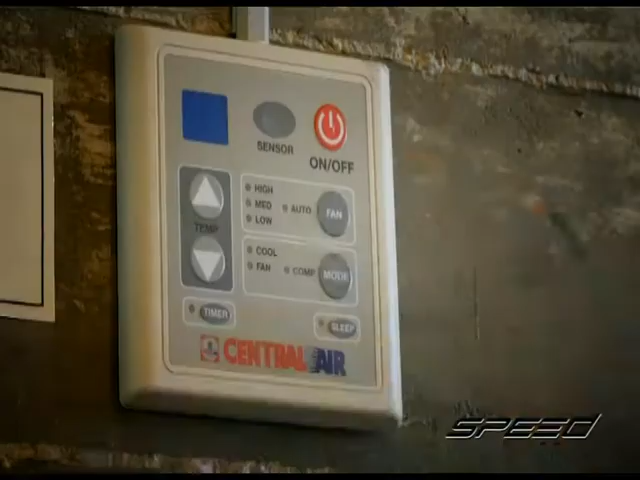 SENSOR
ON/OFF
HIGH
MED
LOW
AUTO
FAN
TEMP
COOL
FAN
COMP
MODE
TIMER
SLEEP
CENTRAL AIR
SPEED